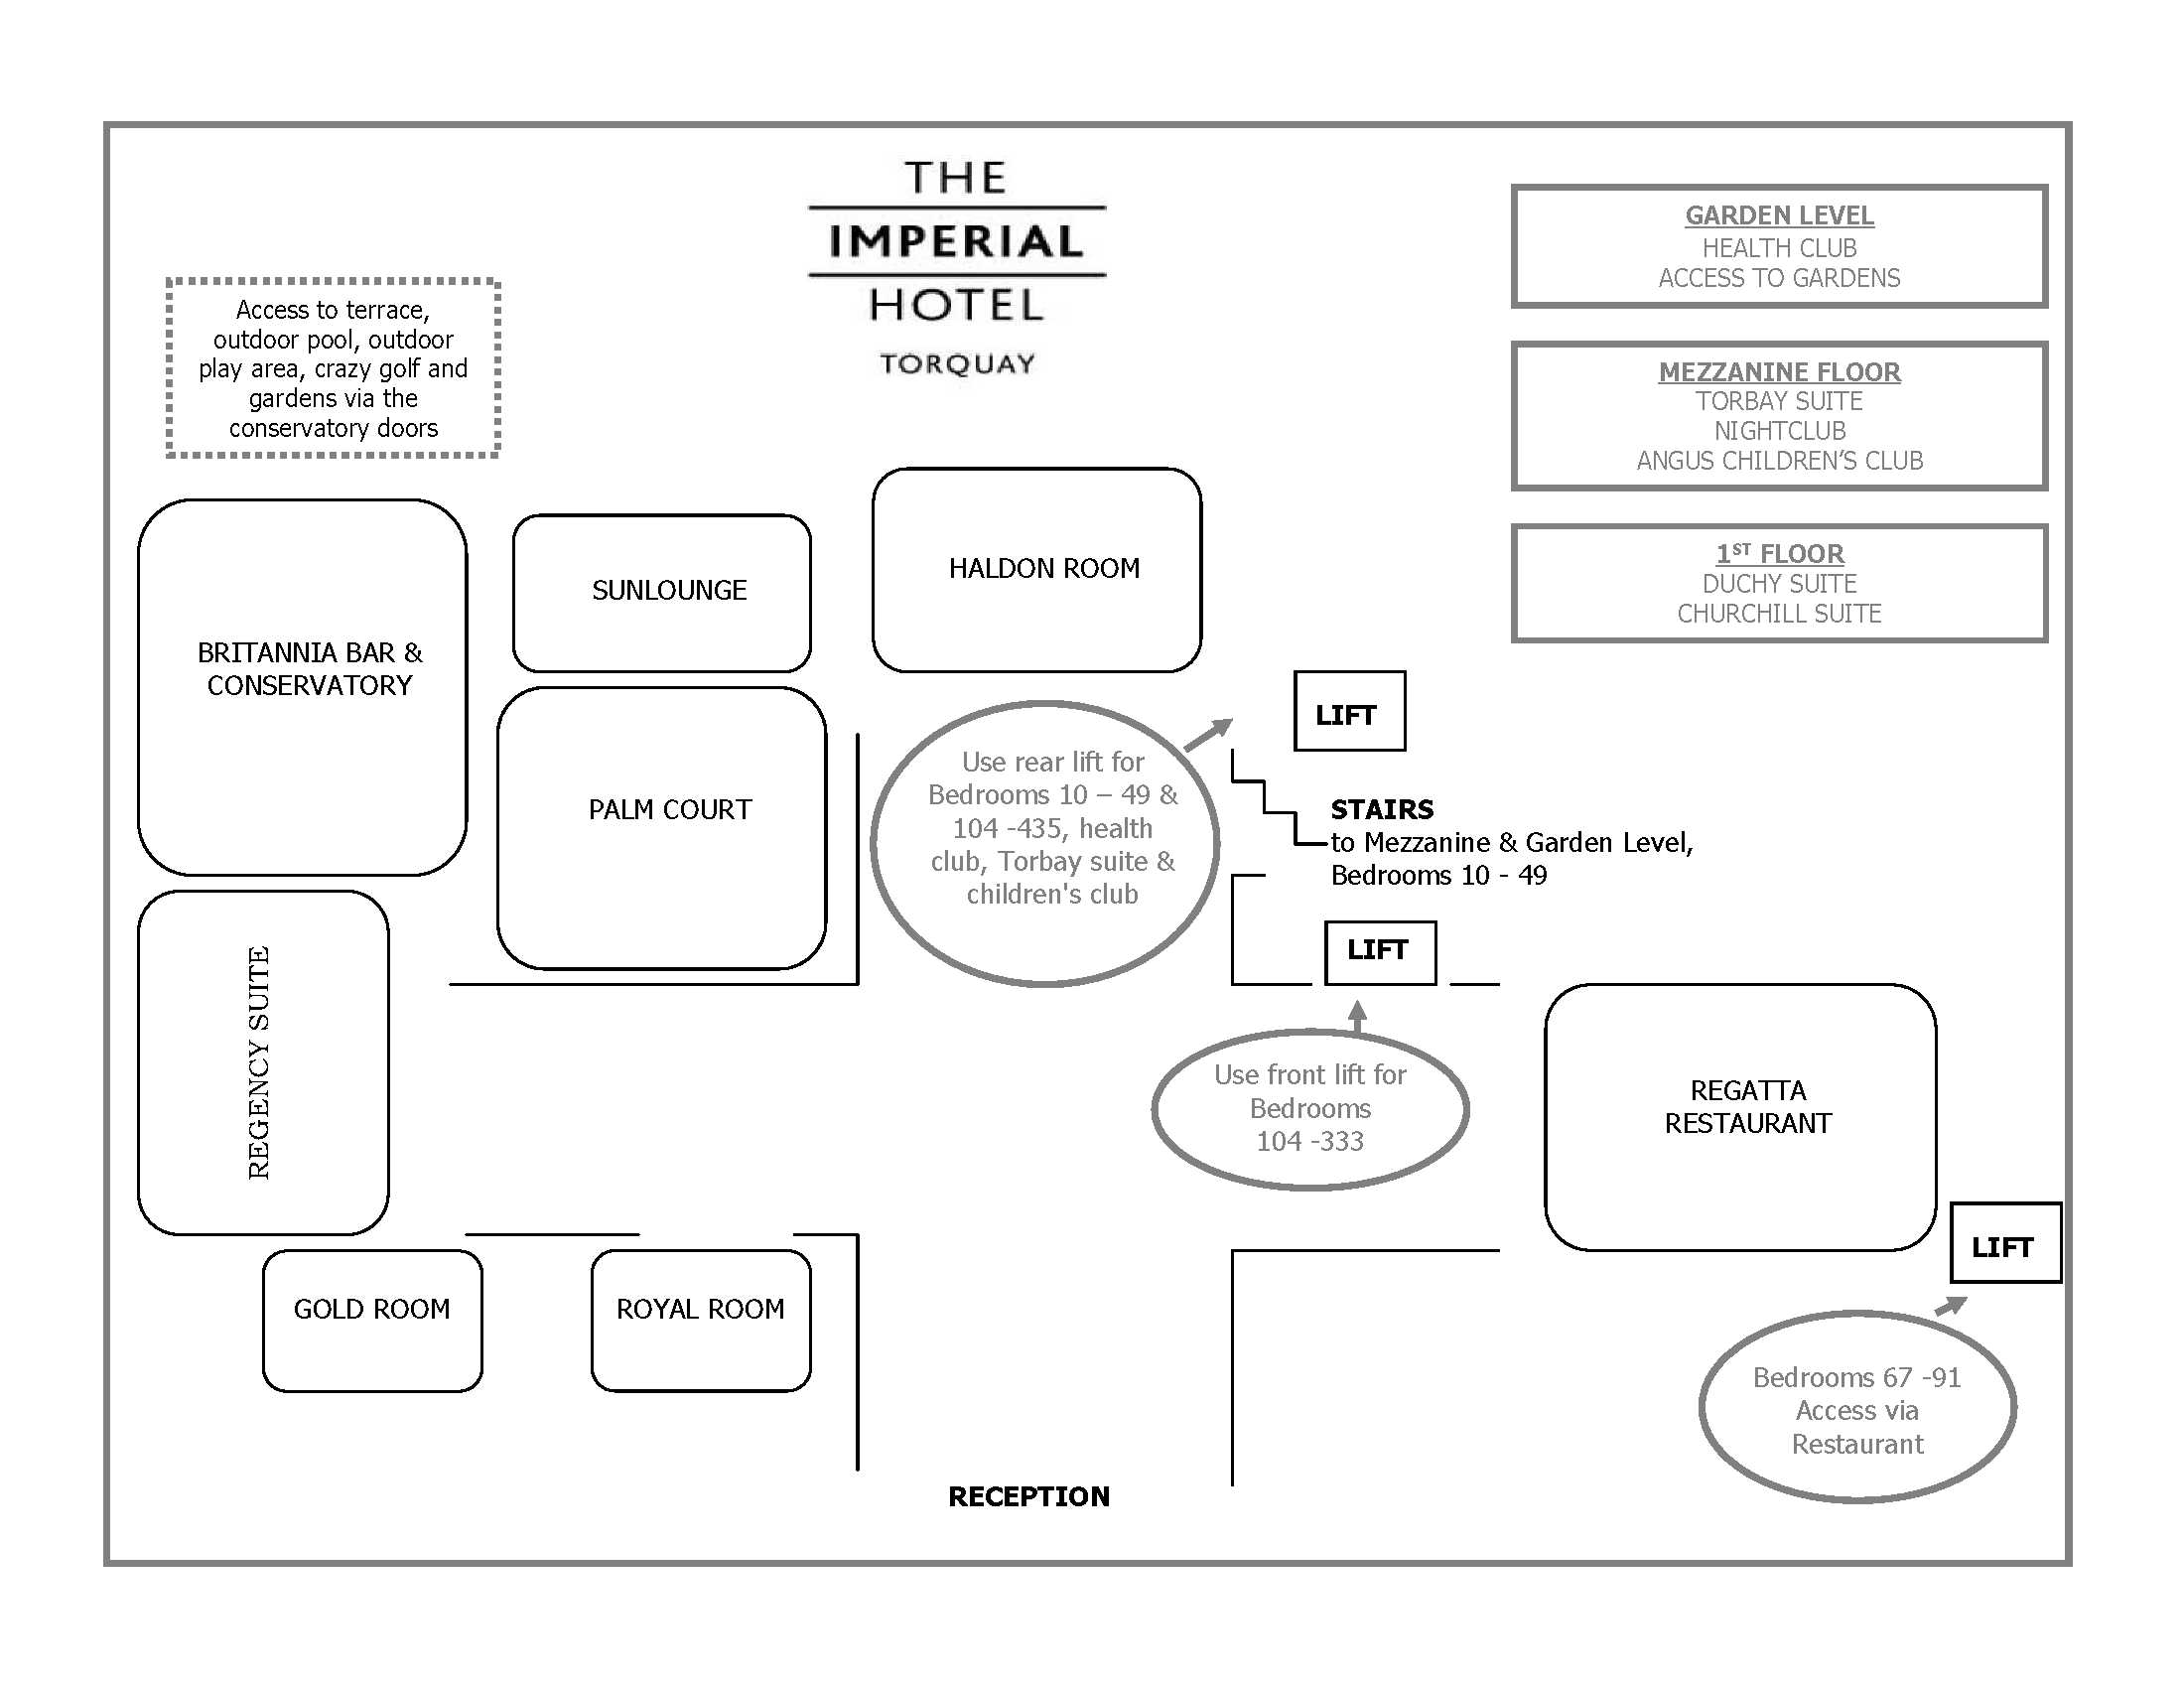 THE
IMPERIAL
HOTEL
TORQUAY
GARDEN LEVEL
HEALTH CLUB
ACCESS TO GARDENS
Access to terrace,
outdoor pool, outdoor
play area, crazy golf and
gardens via the
conservatory doors
MEZZANINE FLOOR
TORBAY SUITE
NIGHTCLUB
ANGUS CHILDREN’S CLUB
1ST FLOOR
DUCHY SUITE
CHURCHILL SUITE
HALDON ROOM
SUNLOUNGE
BRITANNIA BAR &
CONSERVATORY
LIFT
PALM COURT
Use rear lift for
Bedrooms 10 – 49 &
104 -435, health
club, Torbay suite &
children's club
STAIRS
to Mezzanine & Garden Level,
Bedrooms 10 - 49
LIFT
REGENCY SUITE
Use front lift for
Bedrooms
104 -333
REGATTA
RESTAURANT
LIFT
GOLD ROOM
ROYAL ROOM
Bedrooms 67 -91
Access via
Restaurant
RECEPTION